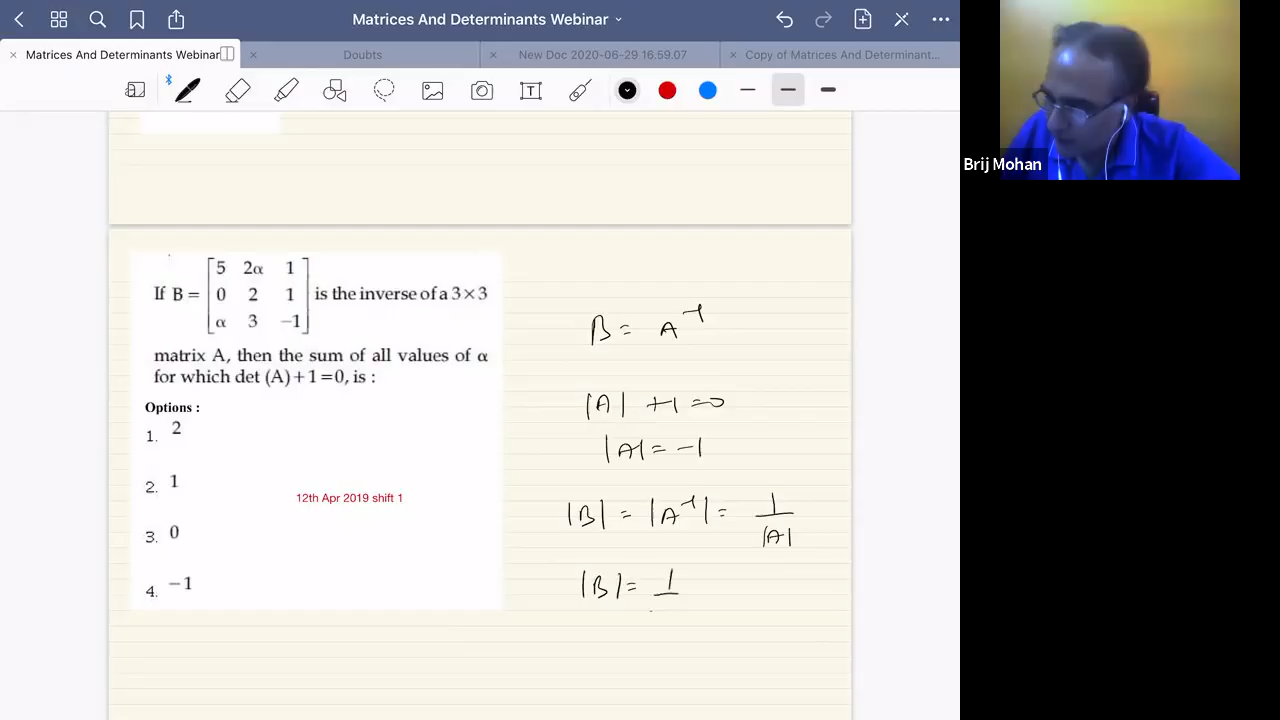 Matrices And Determinants Webinar
Matrices And Determinants Webinar
Doubts
New Doc 2020-06-29 16.59.07
Copy of Matrices And Determinant...
T
Brij Mohan
If B = [5 2α 1
0 2 1
α 3 −1] is the inverse of a 3×3
matrix A, then the sum of all values of α
for which det (A)+1=0, is :
Options :
1. 2
2. 1
3. 0
4. −1
12th Apr 2019 shift 1
B = A⁻¹
|A| +1 =0
|A| = −1
|B| = |A⁻¹| = 1/|A|
|B| = 1